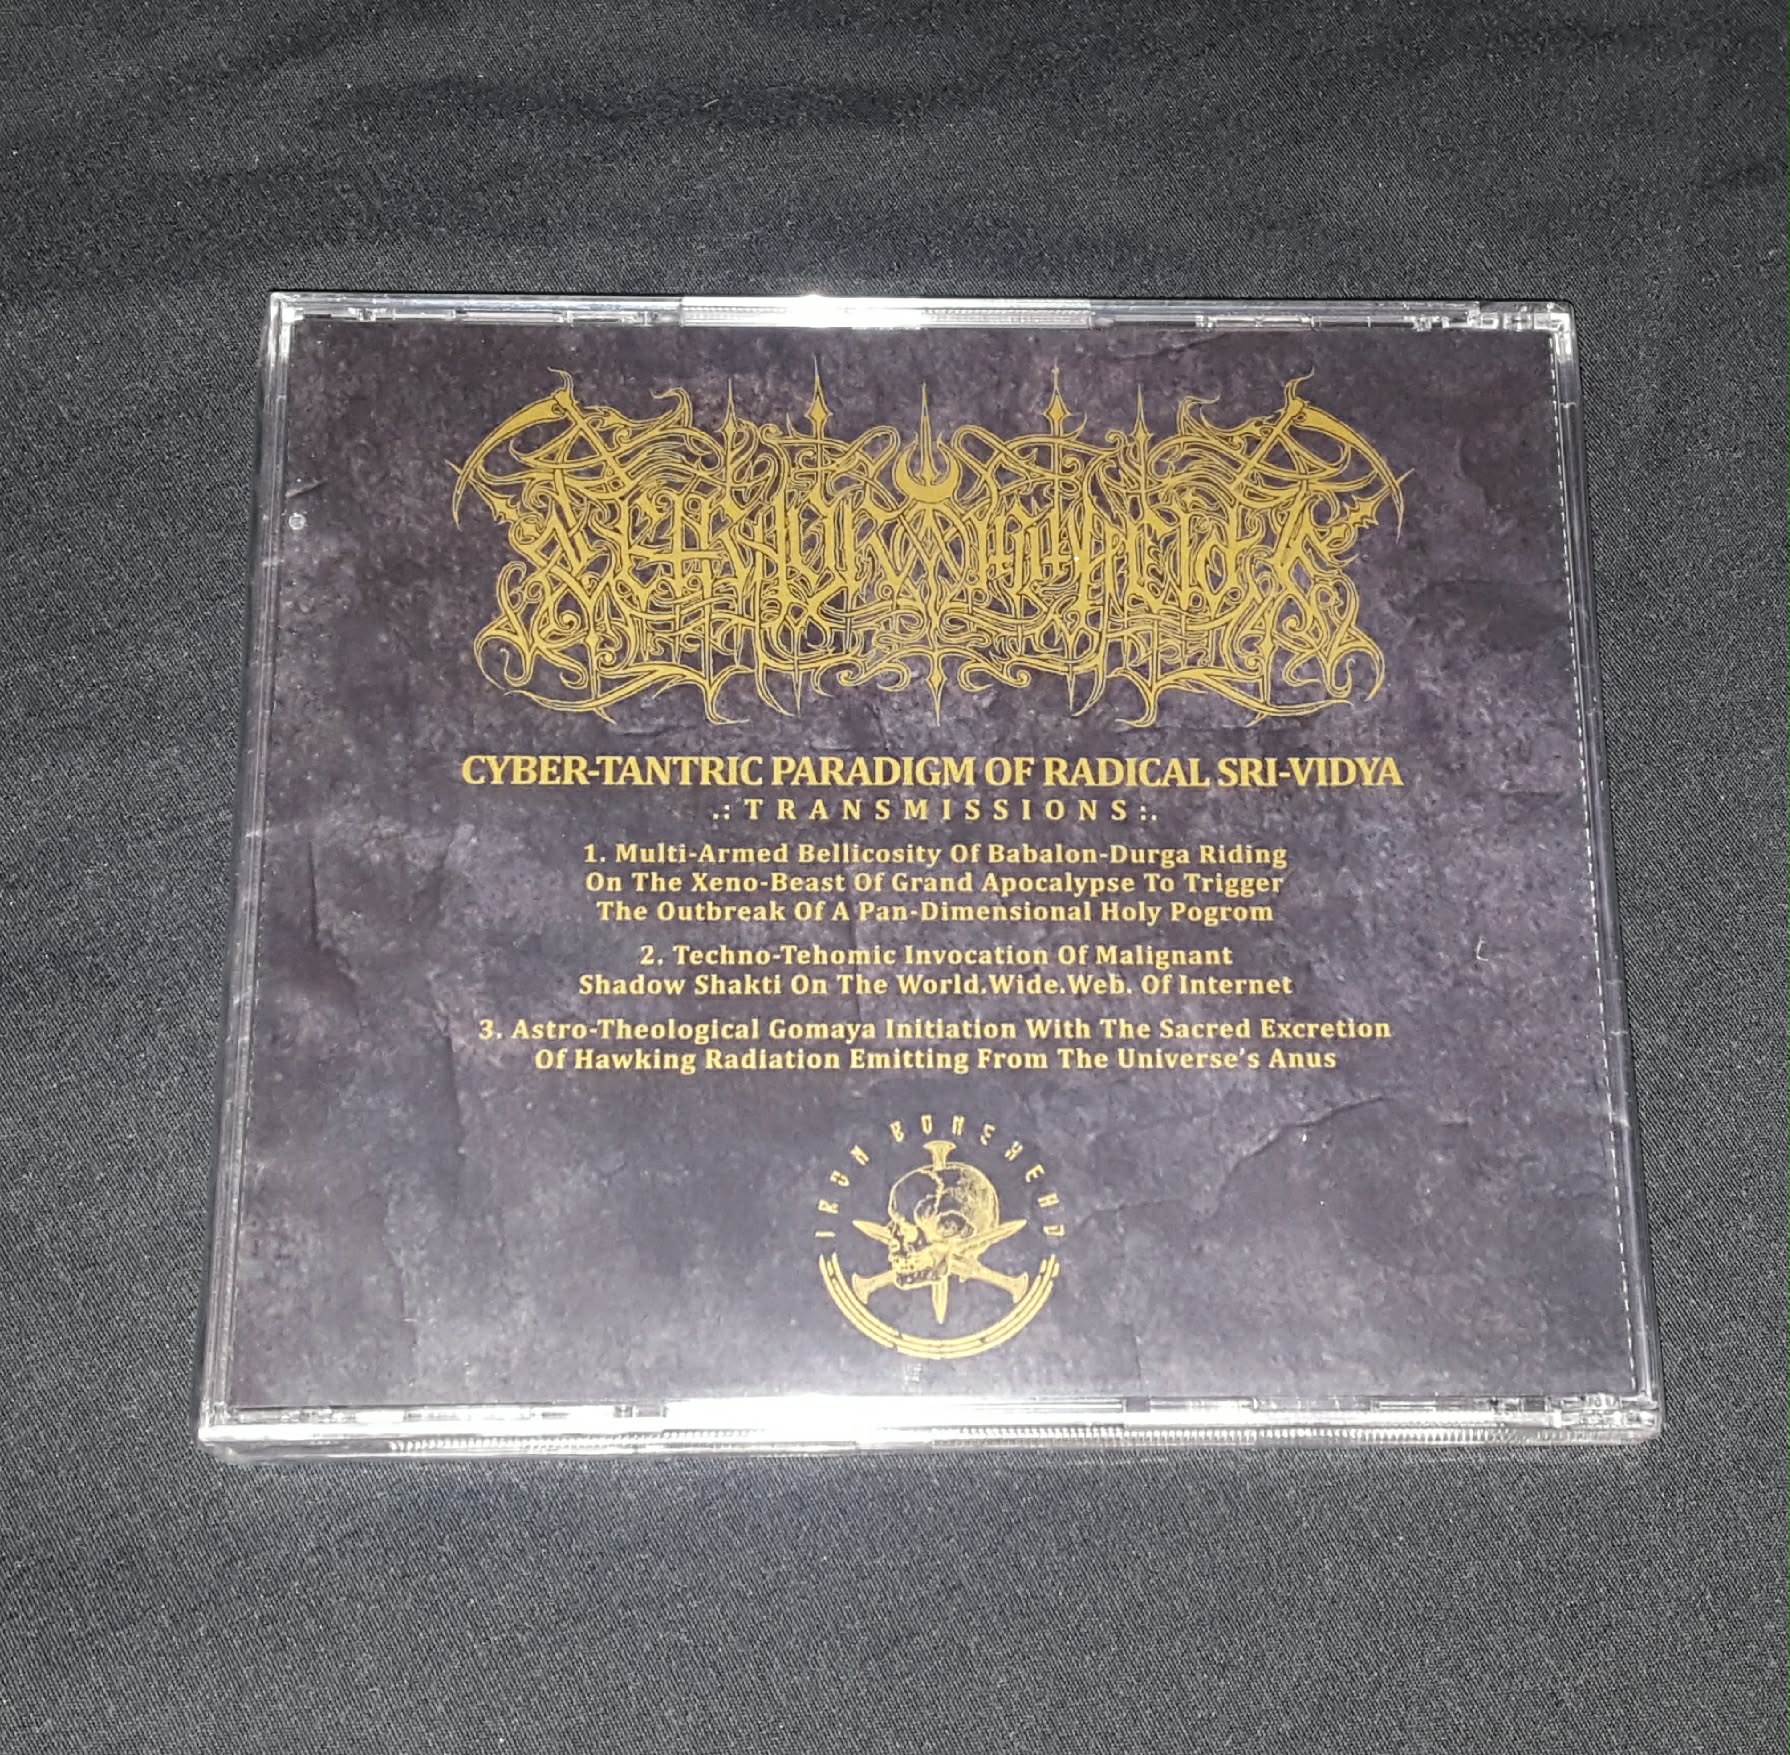 CYBER-TANTRIC PARADIGM OF RADICAL SRI-VIDYA
.:TRANSMISSIONS:.
1. Multi-Armed Bellicosity Of Babalon-Durga Riding
On The Xeno-Beast Of Grand Apocalypse To Trigger
The Outbreak Of A Pan-Dimensional Holy Pogrom
2. Techno-Tehomic Invocation Of Malignant
Shadow Shakti On The World.Wide.Web. Of Internet
3. Astro-Theological Gomaya Initiation With The Sacred Excretion
Of Hawking Radiation Emitting From The Universe's Anus
IRON BONEHEAD